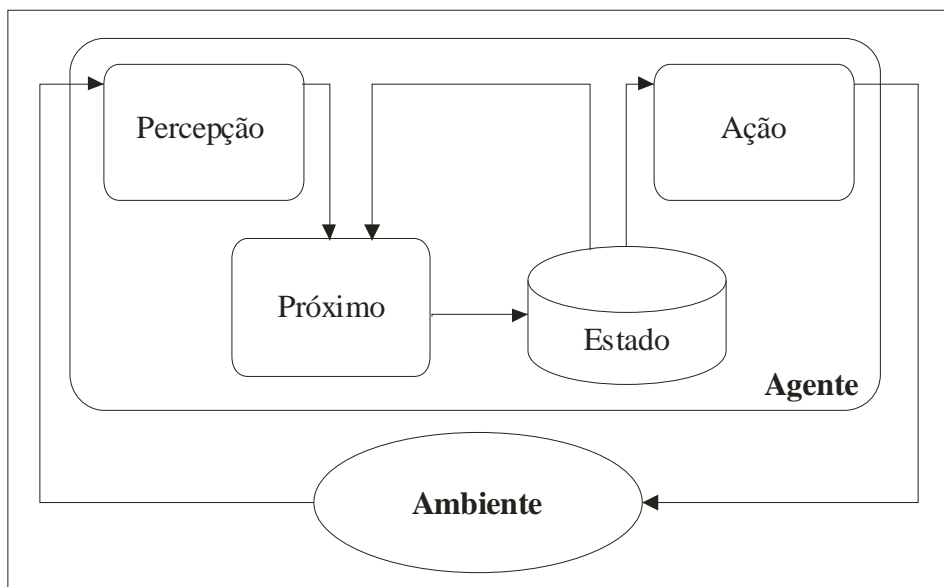 Percepção
Ação
Próximo
Estado
Agente
Ambiente